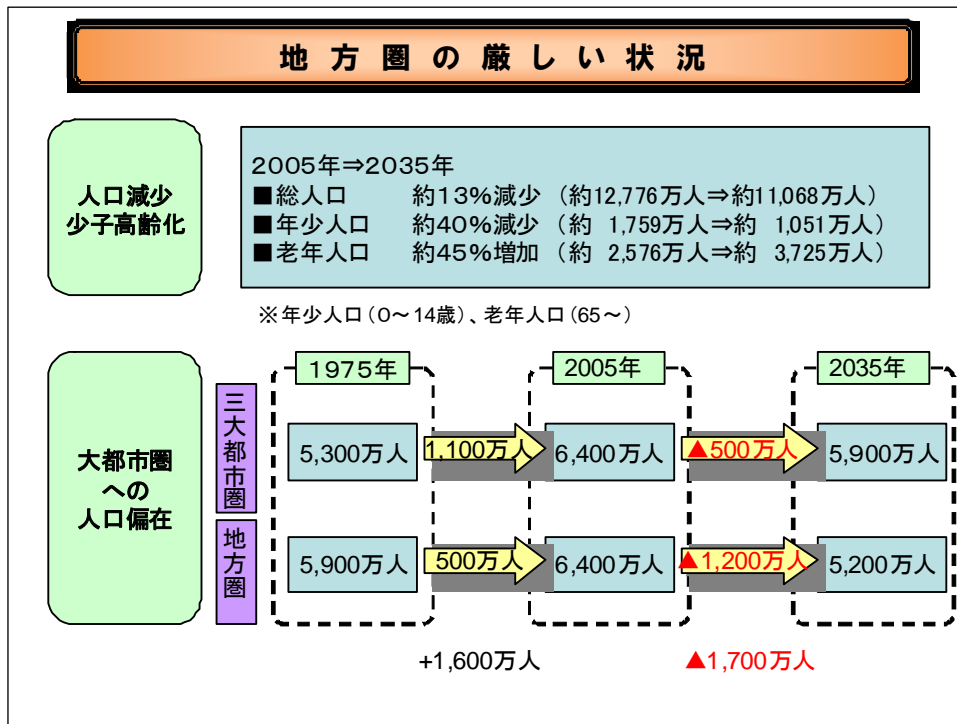 地方圏の厳しい状況
人口減少
少子高齢化
2005年⇒2035年
■総人口 約13%減少 (約12,776万人⇒約11,068万人)
■年少人口 約40%減少 (約 1,759万人⇒約 1,051万人)
■老年人口 約45%増加 (約 2,576万人⇒約 3,725万人)
※年少人口(0~14歳)、老年人口(65~)
大都市圏
への
人口偏在
1975年 2005年 2035年
三大都市圏
5,300万人 1,100万人 6,400万人 ▲500万人 5,900万人
地方圏
5,900万人 500万人 6,400万人 ▲1,200万人 5,200万人
+1,600万人 ▲1,700万人